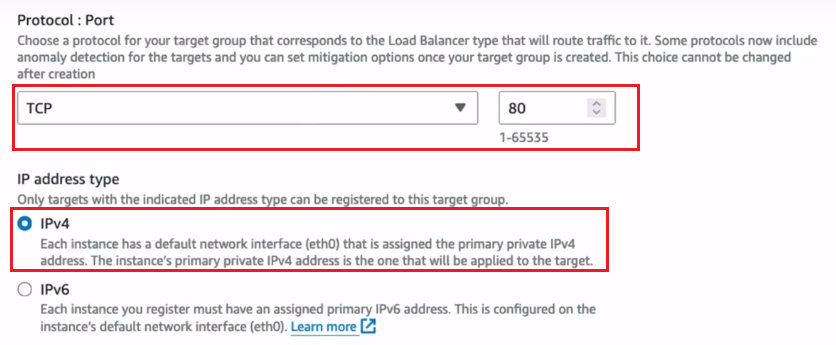 Protocol : Port
Choose a protocol for your target group that corresponds to the Load Balancer type that will route traffic to it. Some protocols now include
anomaly detection for the targets and you can set mitigation options once your target group is created. This choice cannot be changed
after creation
TCP 80
1-65535
IP address type
Only targets with the indicated IP address type can be registered to this target group.
IPv4
Each instance has a default network interface (eth0) that is assigned the primary private IPv4
address. The instance's primary private IPv4 address is the one that will be applied to the target.
IPv6
Each instance you register must have an assigned primary IPv6 address. This is configured on the
instance's default network interface (eth0). Learn more